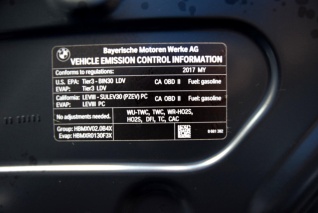 Bayerische Motoren Werke AG
VEHICLE EMISSION CONTROL INFORMATION
Conforms to regulations: 2017 MY
U.S. EPA: Tier3 - BIN30 LDV CA OBD II Fuel: gasoline
EVAP: Tier3 LDV
California: LEVIII - SULEV30 (PZEV) PC CA OBD II Fuel: gasoline
EVAP: LEVIII PC
No adjustments needed. WU-TWC, TWC, WR-HO2S,
HO2S, DFI, TC, CAC
Group: HBMXV02.0B4X
Evap: HBMXR0130F3X